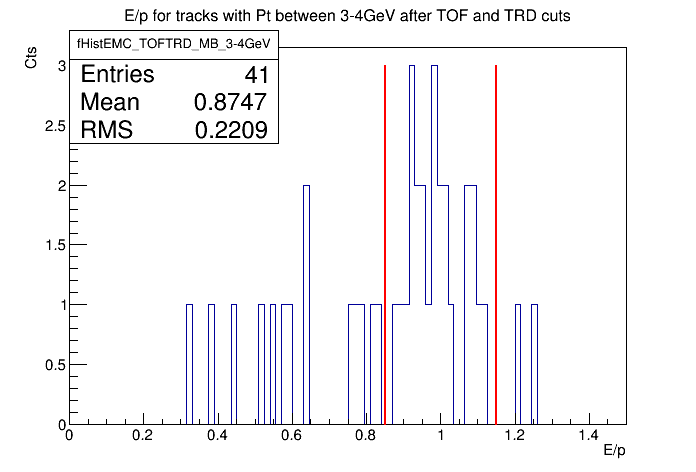 E/p for tracks with Pt between 3-4GeV after TOF and TRD cuts
fHistEMC_TOFTRD_MB_3-4GeV
Entries 41
Mean 0.8747
RMS 0.2209
Cts
3
2.5
2
1.5
1
0.5
0
0 0.2 0.4 0.6 0.8 1 1.2 1.4
E/p